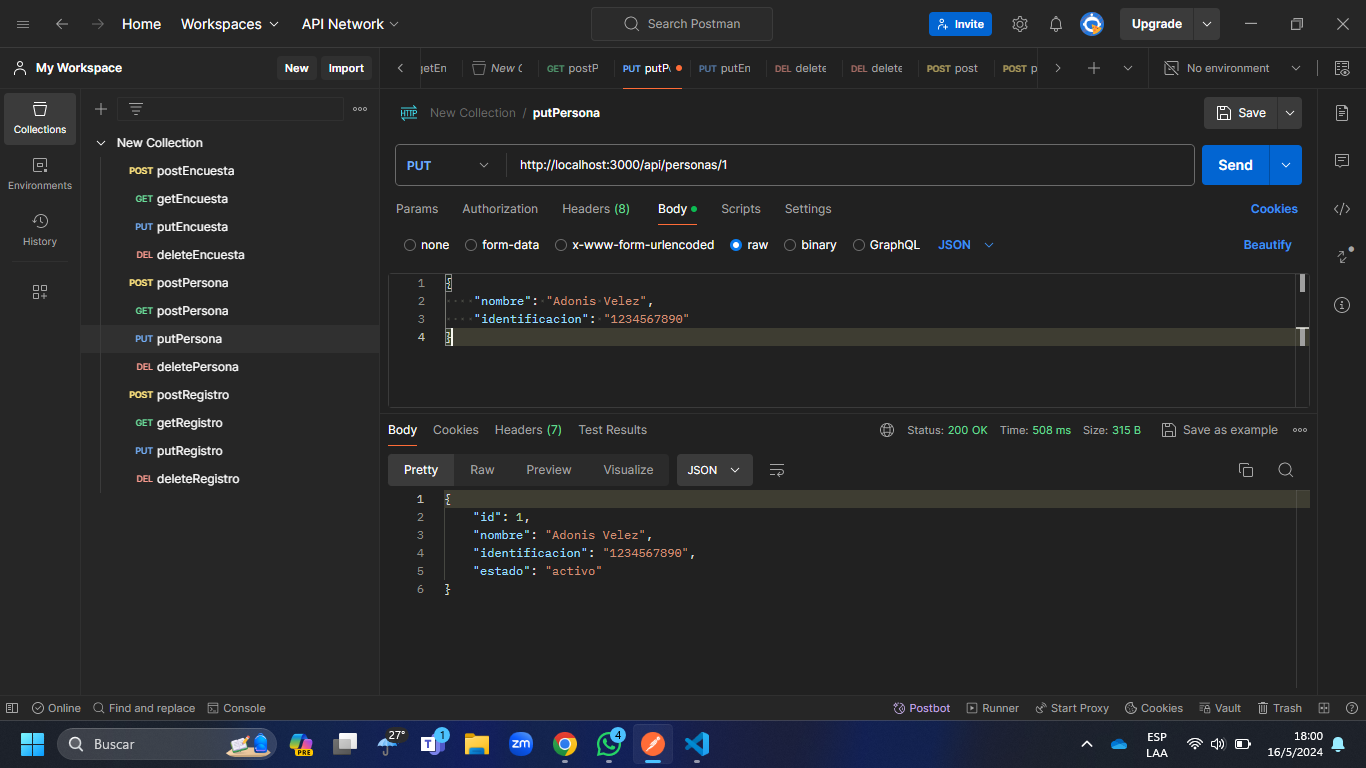 Home Workspaces API Network Search Postman Invite Upgrade
My Workspace New Import getEn New C GET postP PUT putP PUT putEn DEL delete DEL delete POST post POST p No environment
Collections
Environments
History
New Collection
POST postEncuesta
GET getEncuesta
PUT putEncuesta
DEL deleteEncuesta
POST postPersona
GET postPersona
PUT putPersona
DEL deletePersona
POST postRegistro
GET getRegistro
PUT putRegistro
DEL deleteRegistro
HTTP New Collection / putPersona Save
PUT http://localhost:3000/api/personas/1 Send
Params Authorization Headers (8) Body Scripts Settings Cookies
none form-data x-www-form-urlencoded raw binary GraphQL JSON Beautify
1 {
2 "nombre": "Adonis Velez",
3 "identificacion": "1234567890"
4 }
Body Cookies Headers (7) Test Results Status: 200 OK Time: 508 ms Size: 315 B Save as example
Pretty Raw Preview Visualize JSON
1 {
2 "id": 1,
3 "nombre": "Adonis Velez",
4 "identificacion": "1234567890",
5 "estado": "activo"
6 }
Online Find and replace Console Postbot Runner Start Proxy Cookies Vault Trash
Buscar PRE 27° 1 zm 4 ESP 18:00
LAA 16/5/2024